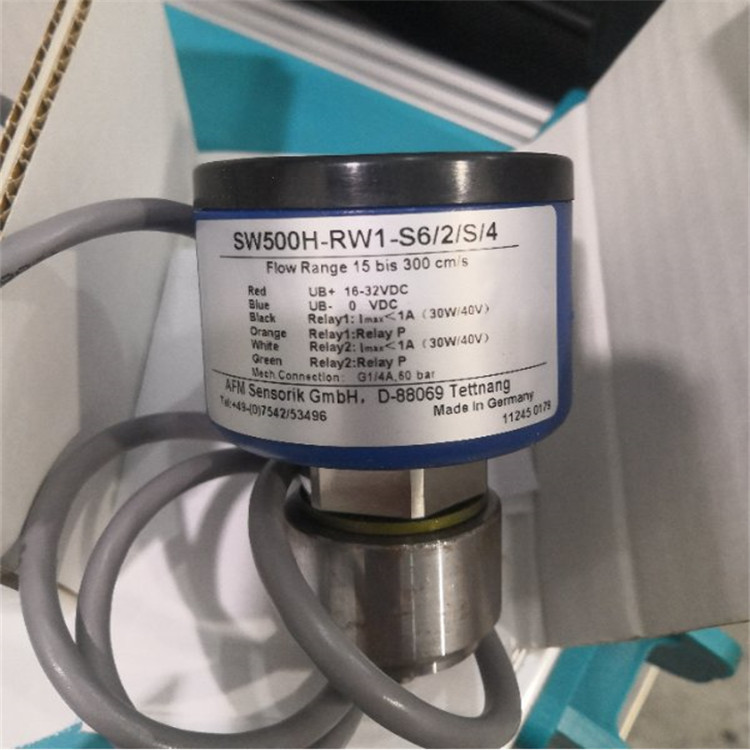 SW500H-RW1-S6/2/S/4
Flow Range 15 bis 300 cm/s
Red UB+ 16-32VDC
Blue UB- 0 VDC
Black Relay1: Imax<1A (30W/40V)
Orange Relay1:Relay P
White Relay2: Imax<1A (30W/40V)
Green Relay2:Relay P
Mech.Connection: G1/4A,60 bar
AFM Sensorik GmbH, D-88069 Tettnang
Tel:+49-(0)7542/53496 Made In Germany
11245 0179